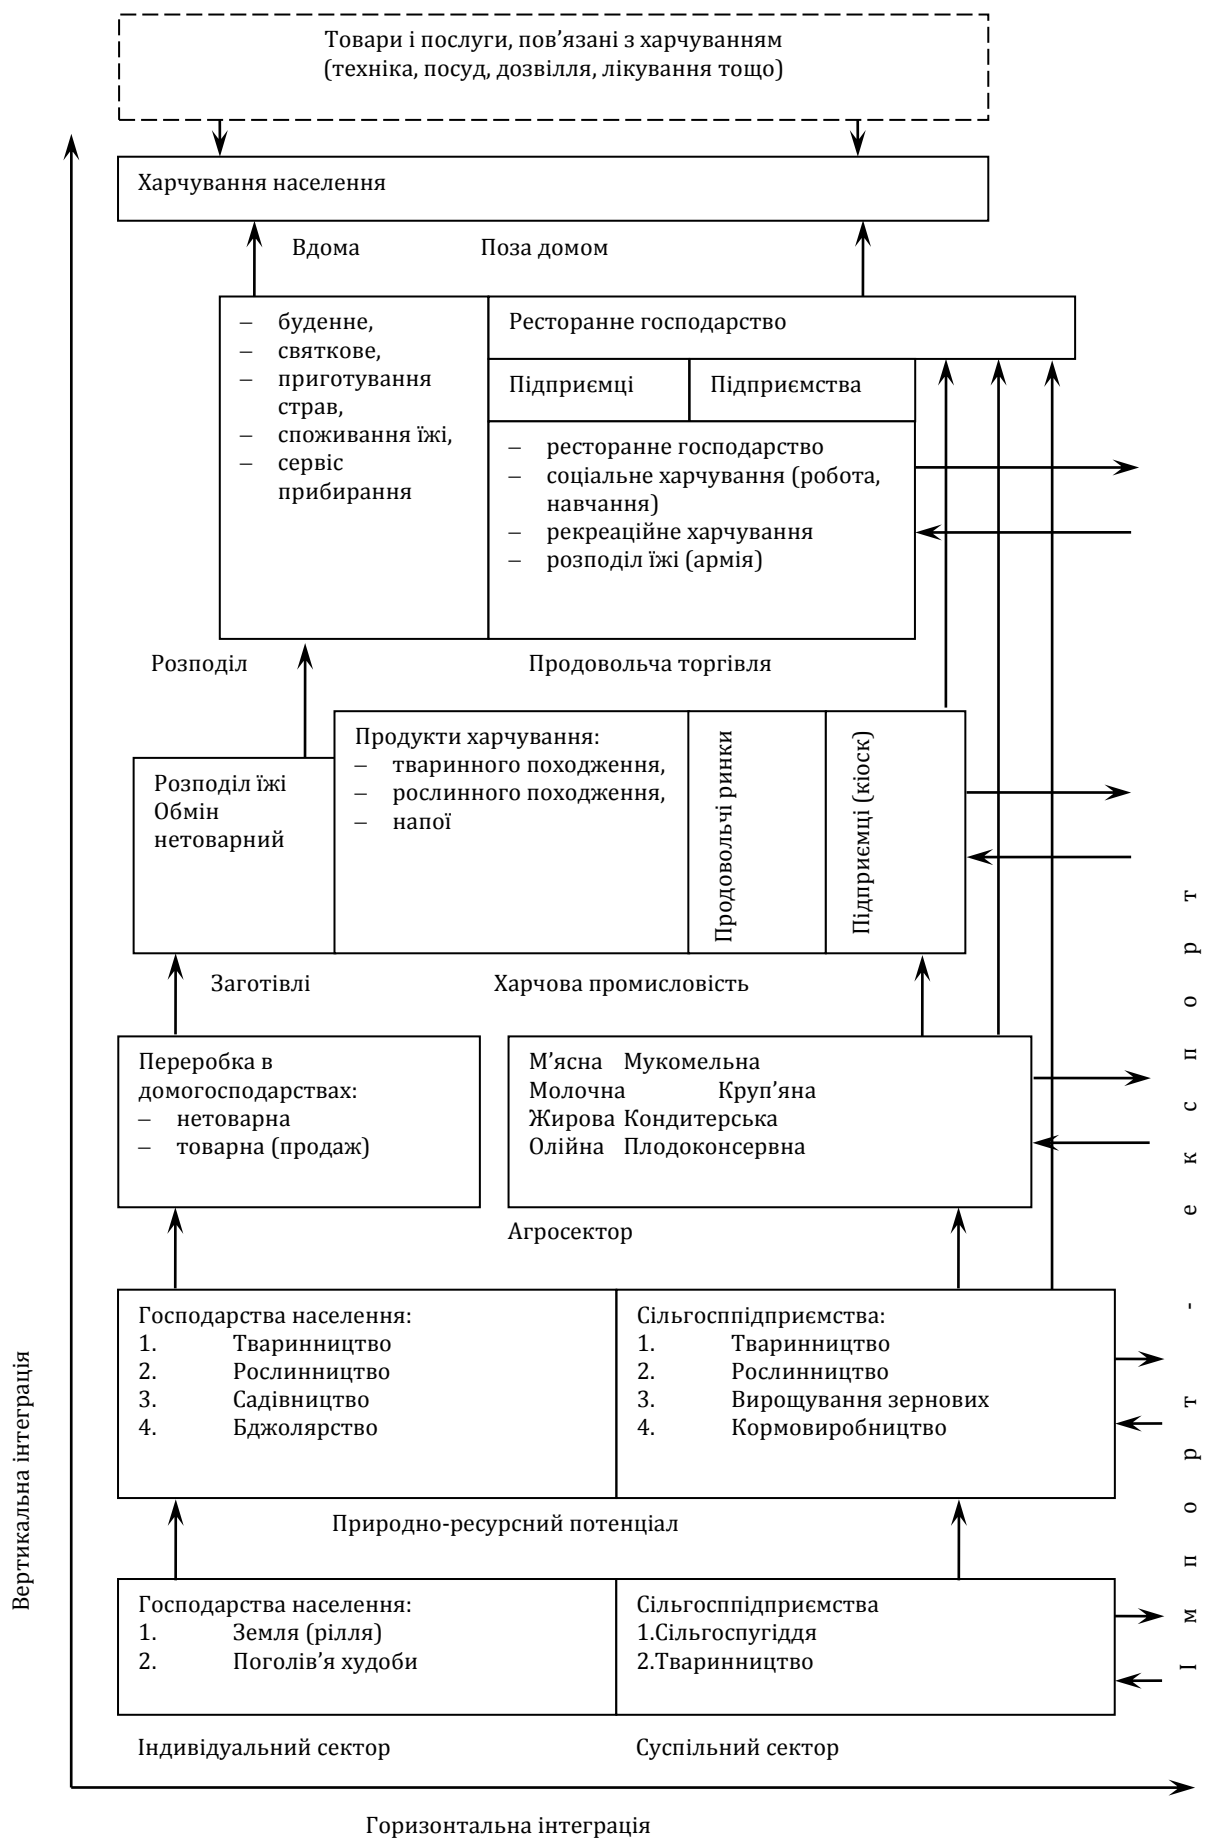 Товари і послуги, пов’язані з харчуванням
(техніка, посуд, дозвілля, лікування тощо)
Харчування населення
Вдома Поза домом
– буденне,
– святкове,
– приготування
страв,
– споживання їжі,
– сервіс
прибирання
Ресторанне господарство
Підприємці Підприємства
– ресторанне господарство
– соціальне харчування (робота,
навчання)
– рекреаційне харчування
– розподіл їжі (армія)
Розподіл Продовольча торгівля
Розподіл їжі
Обмін
нетоварний
Продукти харчування:
– тваринного походження,
– рослинного походження,
– напої
Продовольчі ринки
Підприємці (кіоск)
Заготівлі Харчова промисловість
Переробка в
домогосподарствах:
– нетоварна
– товарна (продаж)
М’ясна Мукомельна
Молочна Круп’яна
Жирова Кондитерська
Олійна Плодоконсервна
Агросектор
Господарства населення:
1. Тваринництво
2. Рослинництво
3. Садівництво
4. Бджолярство
Сільгосппідприємства:
1. Тваринництво
2. Рослинництво
3. Вирощування зернових
4. Кормовиробництво
Природно-ресурсний потенціал
Господарства населення:
1. Земля (рілля)
2. Поголів’я худоби
Сільгосппідприємства
1.Сільгоспугіддя
2.Тваринництво
Індивідуальний сектор Суспільний сектор
Горизонтальна інтеграція
Вертикальна інтеграція
І м п о р т - е к с п о р т